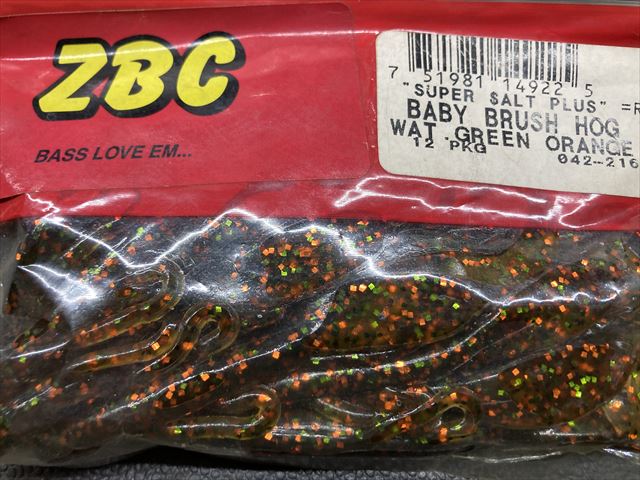 ZBC
BASS LOVE EM...
7 51981 14922 5
"SUPER SALT PLUS" =R
BABY BRUSH HOG
WAT.GREEN ORANGE
12 PKG 042-216